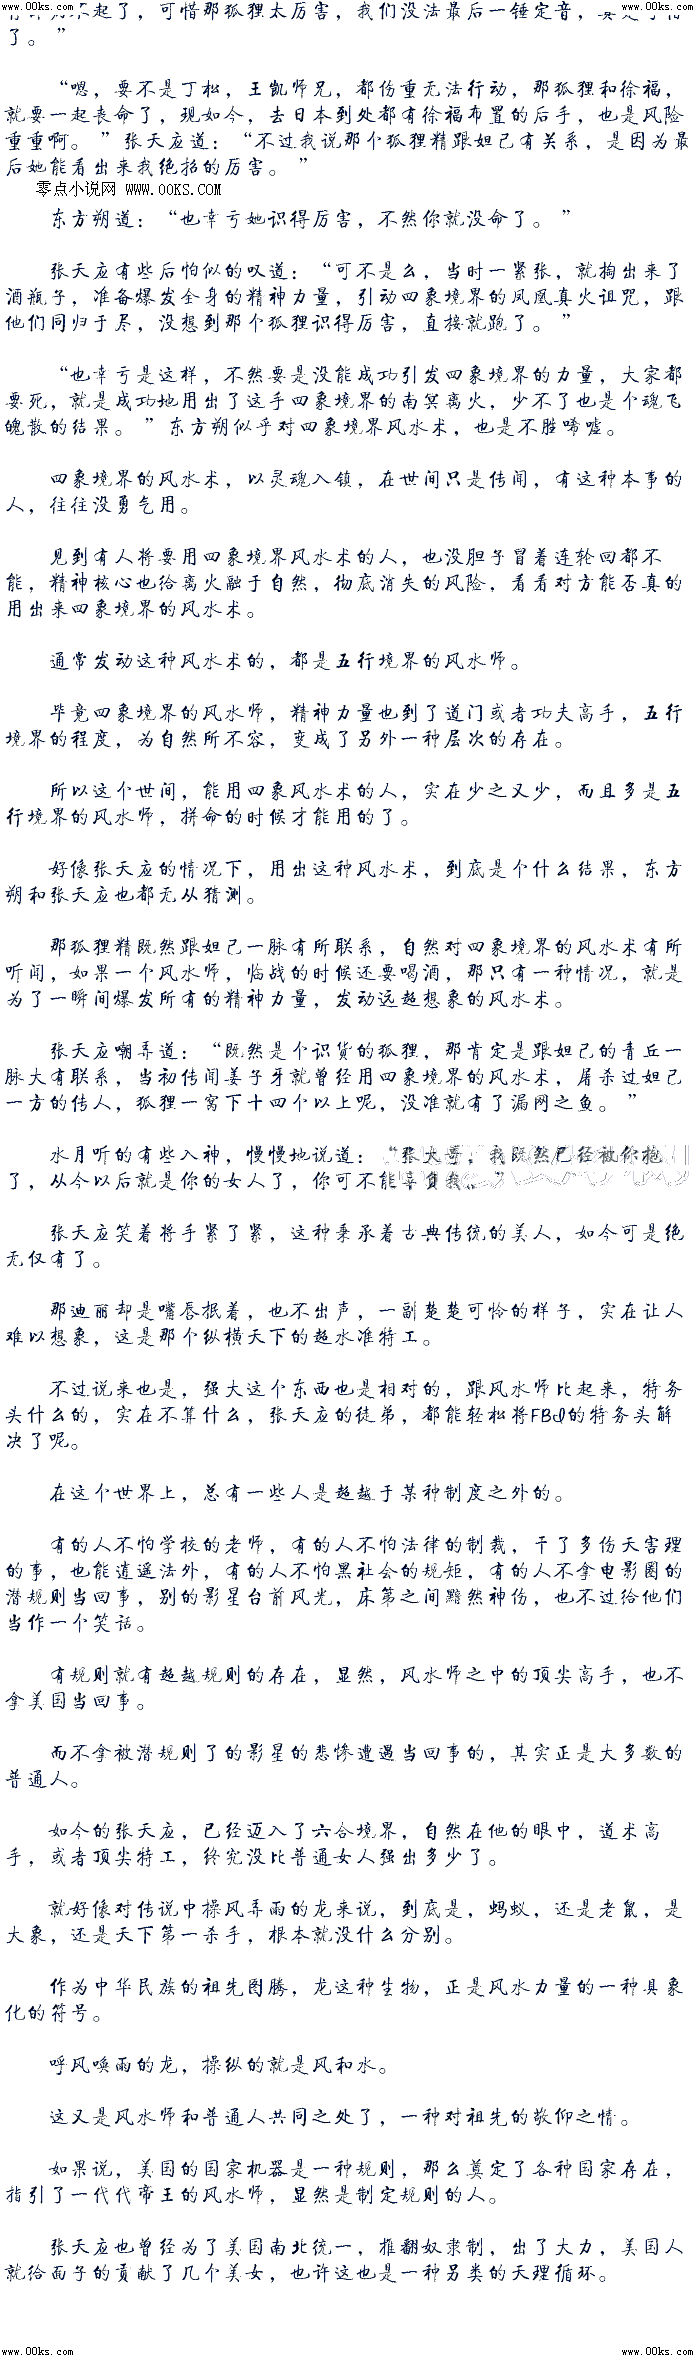 www.00ks.com www.00ks.com
不起了，可惜那狐狸太厉害，我们没法最后一锤定音，
了。”
“嗯，要不是丁松，王凯师兄，都伤重无法行动，那狐狸和徐福，
就要一起丧命了，现如今，去日本到处都有徐福布置的后手，也是风险
重重啊。”张天应道：“不过我说那个狐狸精跟妲己有关系，是因为最
后她能看出来我绝招的厉害。”
零点小说网 www.00KS.COM
东方朔道：“也幸亏她识得厉害，不然你就没命了。”
张天应有些后怕似的叹道：“可不是么，当时一紧张，就掏出来了
酒瓶子，准备爆发全身的精神力量，引动四象境界的凤凰真火诅咒，跟
他们同归于尽，没想到那个狐狸识得厉害，直接就跑了。”
“也幸亏是这样，不然要是没能成功引发四象境界的力量，大家都
要死，就是成功地用出了这手四象境界的南冥离火，少不了也是个魂飞
魄散的结果。”东方朔似乎对四象境界风水术，也是不胜唏嘘。
四象境界的风水术，以灵魂入镇，在世间只是传闻，有这种本事的
人，往往没勇气用。
见到有人将要用四象境界风水术的人，也没胆子冒着连轮回都不
能，精神核心也给离火融于自然，彻底消失的风险，看看对方能否真的
用出来四象境界的风水术。
通常发动这种风水术的，都是五行境界的风水师。
毕竟四象境界的风水师，精神力量也到了道门或者功夫高手，五行
境界的程度，为自然所不容，变成了另外一种层次的存在。
所以这个世间，能用四象风水术的人，实在少之又少，而且多是五
行境界的风水师，拼命的时候才能用的了。
好像张天应的情况下，用出这种风水术，到底是个什么结果，东方
朔和张天应也都无从猜测。
那狐狸精既然跟妲己一脉有所联系，自然对四象境界的风水术有所
听闻，如果一个风水师，临战的时候还要喝酒，那只有一种情况，就是
为了一瞬间爆发所有的精神力量，发动远超想象的风水术。
张天应嘲弄道：“既然是个识货的狐狸，那肯定是跟妲己的青丘一
脉大有联系，当初传闻姜子牙就曾经用四象境界的风水术，屠杀过妲己
一方的传人，狐狸一窝下十四个以上呢，没准就有了漏网之鱼。”
水月听的有些入神，慢慢地说道：“张大哥，我既然已经被你抱
了，从今以后就是你的女人了，你可不能辜负我。”
张天应笑着将手紧了紧，这种秉承着古典传统的美人，如今可是绝
无仅有了。
那迪丽却是嘴唇抿着，也不出声，一副楚楚可怜的样子，实在让人
难以想象，这是那个纵横天下的超水准特工。
不过说来也是，强大这个东西也是相对的，跟风水师比起来，特务
头什么的，实在不算什么，张天应的徒弟，都能轻松将FBI的特务头解
决了呢。
在这个世界上，总有一些人是超越于某种制度之外的。
有的人不怕学校的老师，有的人不怕法律的制裁，干了多伤天害理
的事，也能逍遥法外，有的人不怕黑社会的规矩，有的人不拿电影圈的
潜规则当回事，别的影星台前风光，床第之间黯然神伤，也不过给他们
当作一个笑话。
有规则就有超越规则的存在，显然，风水师之中的顶尖高手，也不
拿美国当回事。
而不拿被潜规则了的影星的悲惨遭遇当回事的，其实正是大多数的
普通人。
如今的张天应，已经迈入了六合境界，自然在他的眼中，道术高
手，或者顶尖特工，终究没比普通女人强出多少了。
就好像对传说中操风弄雨的龙来说，到底是，蚂蚁，还是老鼠，是
大象，还是天下第一杀手，根本就没什么分别。
作为中华民族的祖先图腾，龙这种生物，正是风水力量的一种具象
化的符号。
呼风唤雨的龙，操纵的就是风和水。
这又是风水师和普通人共同之处了，一种对祖先的敬仰之情。
如果说，美国的国家机器是一种规则，那么奠定了各种国家存在，
指引了一代代帝王的风水师，显然是制定规则的人。
张天应也曾经为了美国南北统一，推翻奴隶制，出了大力，美国人
就给面子的贡献了几个美女，也许这也是一种另类的天理循环。
www.00ks.com www.00ks.com